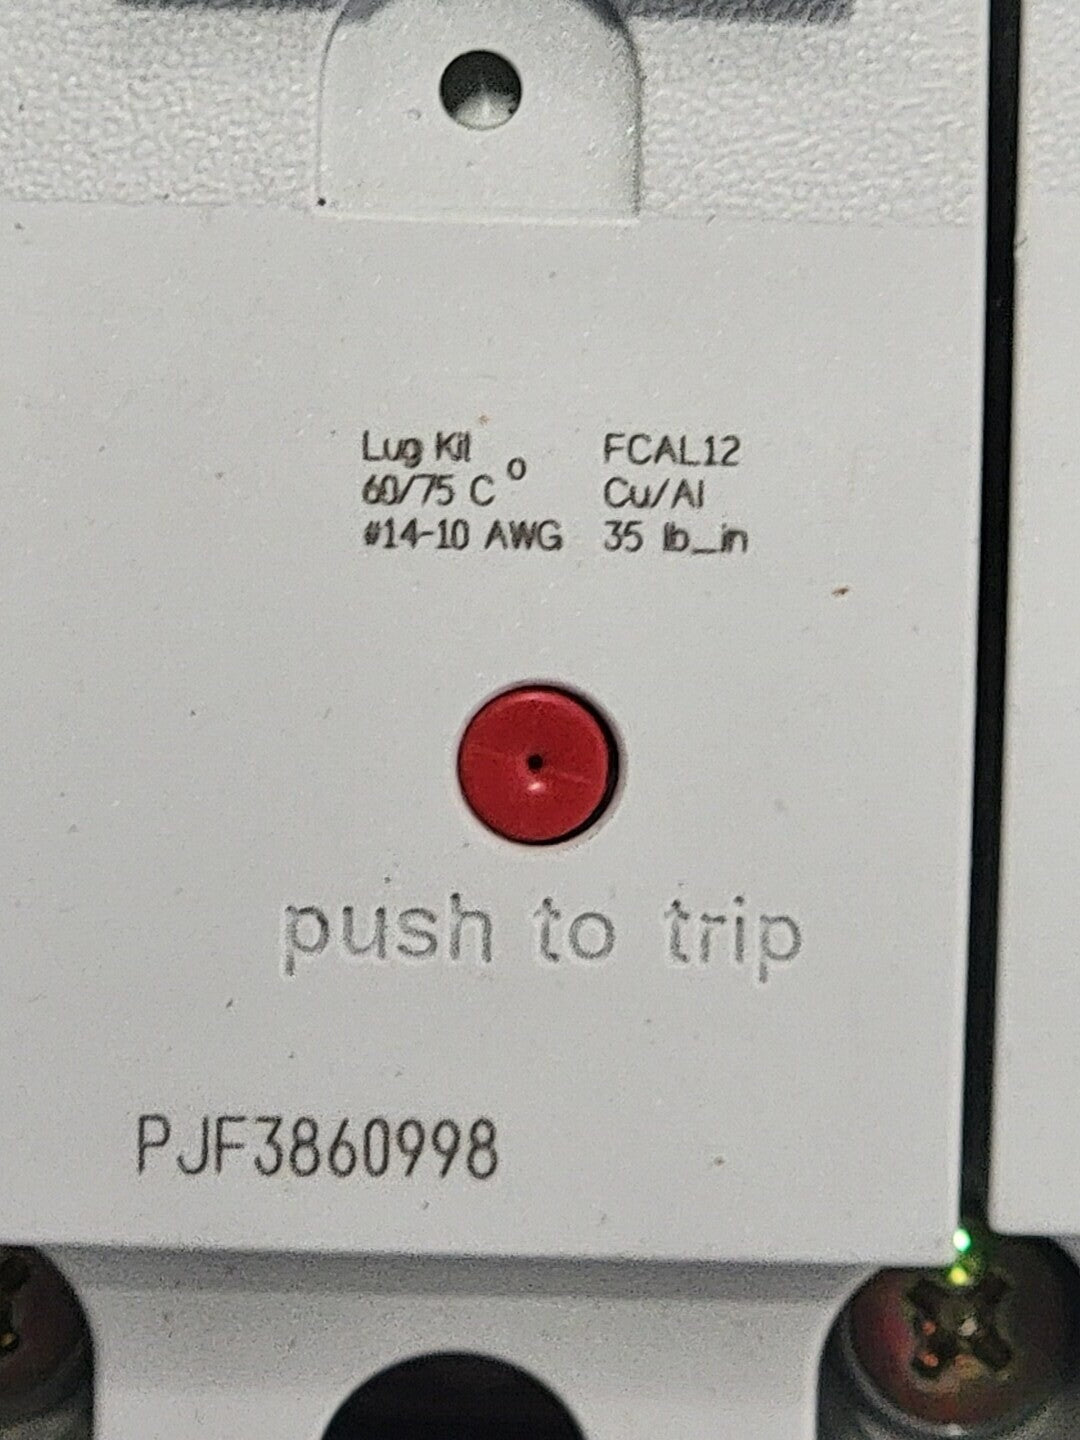 Lug Kit FCAL12
60/75 C° Cu/Al
#14-10 AWG 35 lb_in
push to trip
PJF3860998